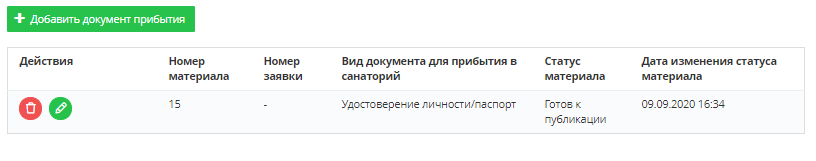 + Добавить документ прибытия
Действия
Номер материала
Номер заявки
Вид документа для прибытия в санаторий
Статус материала
Дата изменения статуса материала
15
-
Удостоверение личности/паспорт
Готов к публикации
09.09.2020 16:34